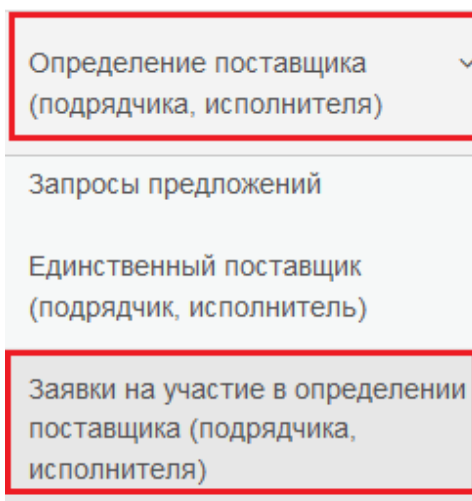 Определение поставщика
(подрядчика, исполнителя)
Запросы предложений
Единственный поставщик
(подрядчик, исполнитель)
Заявки на участие в определении
поставщика (подрядчика,
исполнителя)